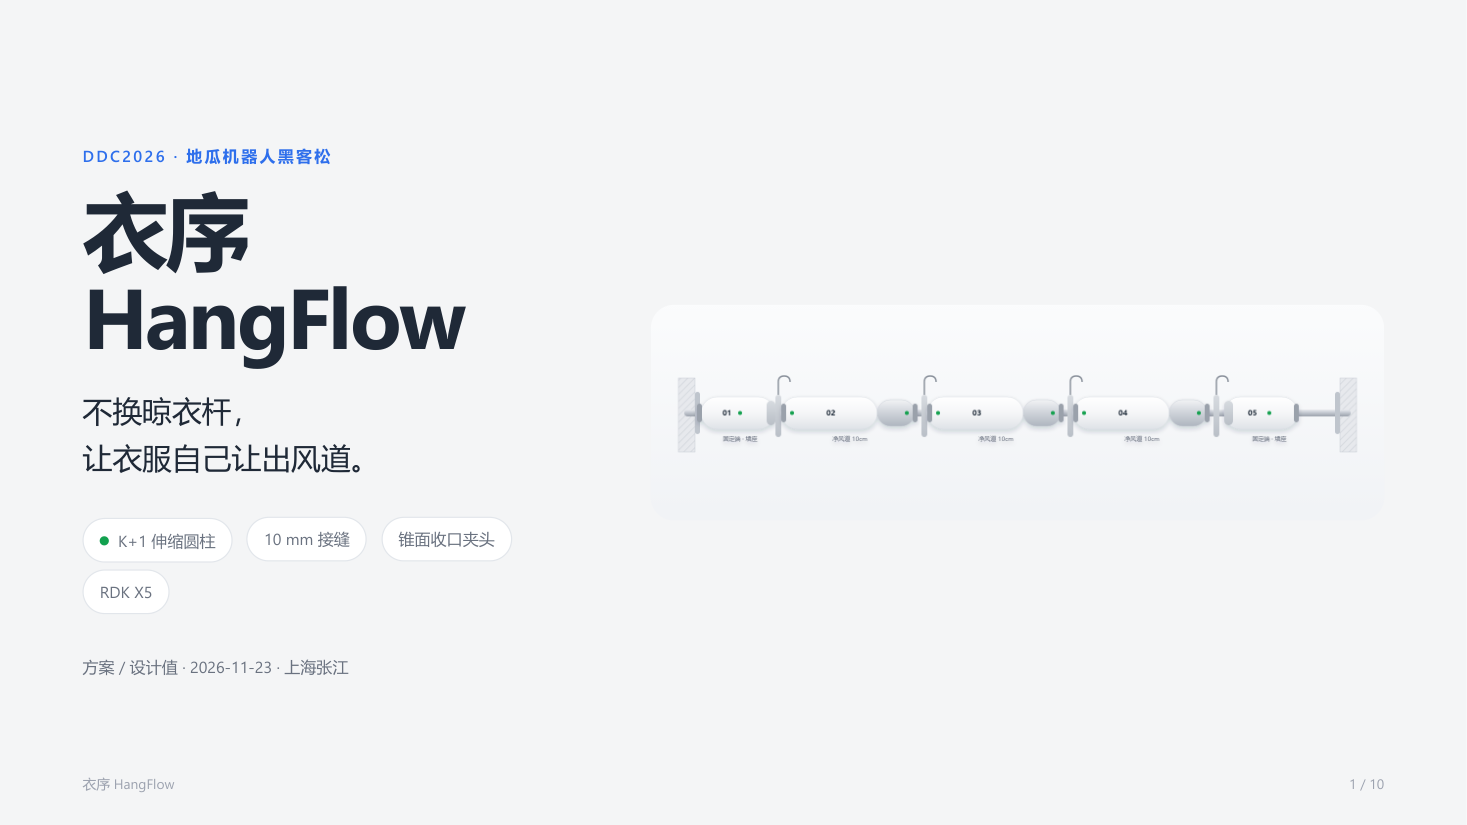 DDC2026 · 地瓜机器人黑客松
衣序
HangFlow
不换晾衣杆，
让衣服自己让出风道。
K+1 伸缩圆柱
10 mm 接缝
锥面收口夹头
RDK X5
方案 / 设计值 · 2026-11-23 · 上海张江
01
02
03
04
05
净风道 10cm
净风道 10cm
净风道 10cm
衣序 HangFlow
1 / 10